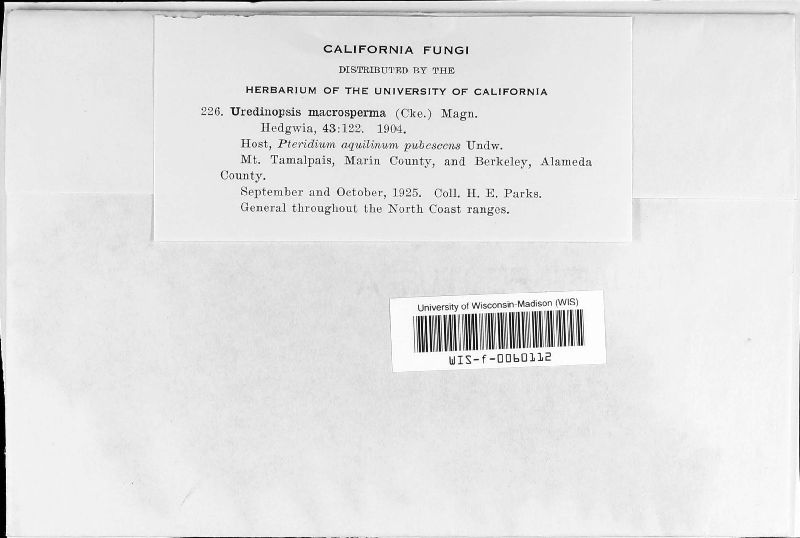 CALIFORNIA FUNGI
DISTRIBUTED BY THE
HERBARIUM OF THE UNIVERSITY OF CALIFORNIA
226. Uredinopsis macrosperma (Cke.) Magn.
Hedgwia, 43:122. 1904.
Host, Pteridium aquilinum pubescens Undw.
Mt. Tamalpais, Marin County, and Berkeley, Alameda
County.
September and October, 1925. Coll. H. E. Parks.
General throughout the North Coast ranges.
University of Wisconsin-Madison (WIS)
WIS-f-0060112